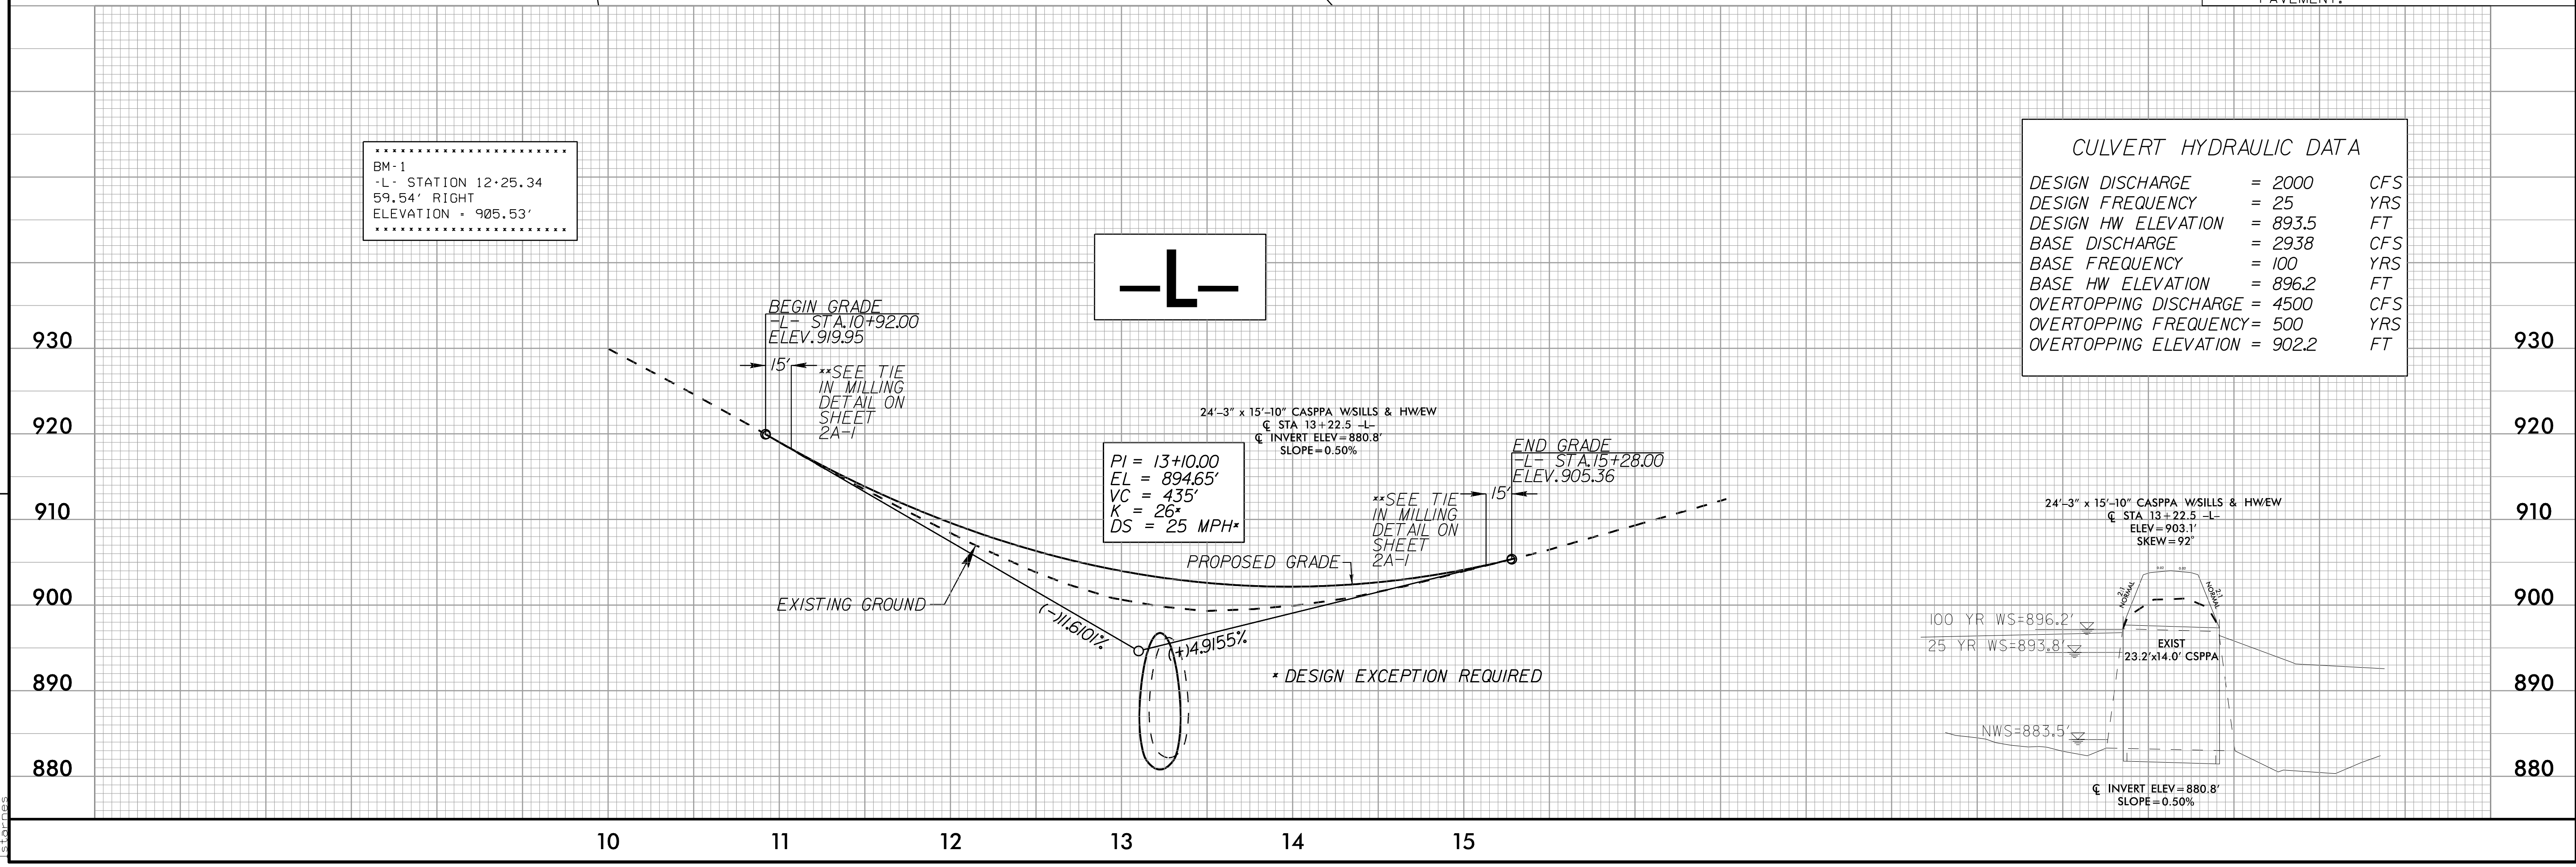 PAVEMENT.
* * * * * * * * * * * * * * * * * * * * * *
BM-1
-L- STATION 12+25.34
59.54' RIGHT
ELEVATION = 905.53'
* * * * * * * * * * * * * * * * * * * * * *
CULVERT HYDRAULIC DATA
DESIGN DISCHARGE = 2000 CFS
DESIGN FREQUENCY = 25 YRS
DESIGN HW ELEVATION = 893.5 FT
BASE DISCHARGE = 2938 CFS
BASE FREQUENCY = 100 YRS
BASE HW ELEVATION = 896.2 FT
OVERTOPPING DISCHARGE = 4500 CFS
OVERTOPPING FREQUENCY = 500 YRS
OVERTOPPING ELEVATION = 902.2 FT
-L-
BEGIN GRADE
-L- STA.10+92.00
ELEV.919.95
15'
**SEE TIE
IN MILLING
DETAIL ON
SHEET
2A-1
24'-3" x 15'-10" CASPPA W/SILLS & HW/EW
℄ STA 13+22.5 -L-
℄ INVERT ELEV=880.8'
SLOPE=0.50%
PI = 13+10.00
EL = 894.65'
VC = 435'
K = 26*
DS = 25 MPH*
END GRADE
-L- STA.15+28.00
ELEV.905.36
15'
**SEE TIE
IN MILLING
DETAIL ON
SHEET
2A-1
PROPOSED GRADE
EXISTING GROUND
(-)11.6101%
(+)4.9155%
* DESIGN EXCEPTION REQUIRED
24'-3" x 15'-10" CASPPA W/SILLS & HW/EW
℄ STA 13+22.5 -L-
ELEV=903.1'
SKEW=92°
0.02 0.02
2:1
NORMAL
2:1
NORMAL
100 YR WS=896.2'
25 YR WS=893.8'
EXIST
23.2'x14.0' CSPPA
NWS=883.5'
℄ INVERT ELEV=880.8'
SLOPE=0.50%
930 930
920 920
910 910
900 900
890 890
880 880
10 11 12 13 14 15